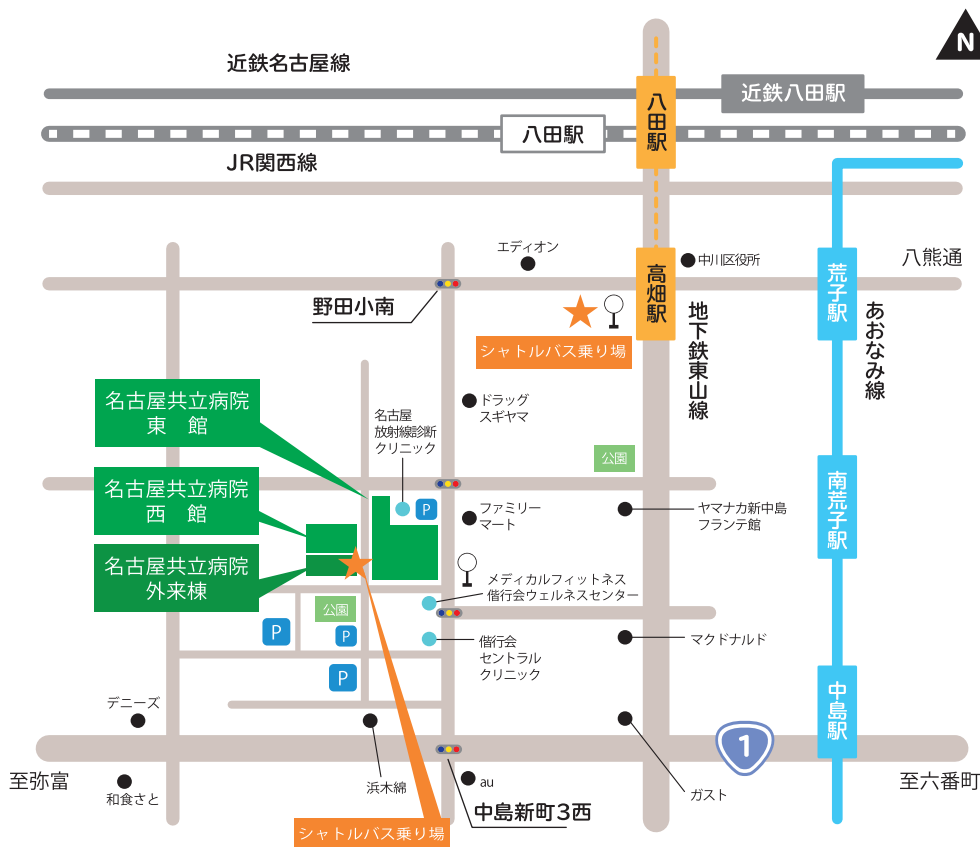 N
近鉄名古屋線
近鉄八田駅
八田駅
八田駅
JR関西線
エディオン
中川区役所
八熊通
高畑駅
荒子駅
野田小南
地下鉄東山線
あおなみ線
シャトルバス乗り場
名古屋共立病院
東 館
名古屋
放射線診断
クリニック
ドラッグ
スギヤマ
公園
名古屋共立病院
西 館
P
ファミリー
マート
ヤマナカ新中島
フランテ館
南荒子駅
名古屋共立病院
外来棟
メディカルフィットネス
偕行会ウェルネスセンター
公園
P
P
偕行会
セントラル
クリニック
マクドナルド
P
デニーズ
中島駅
1
至弥富
和食さと
浜木綿
au
ガスト
至六番町
中島新町3西
シャトルバス乗り場